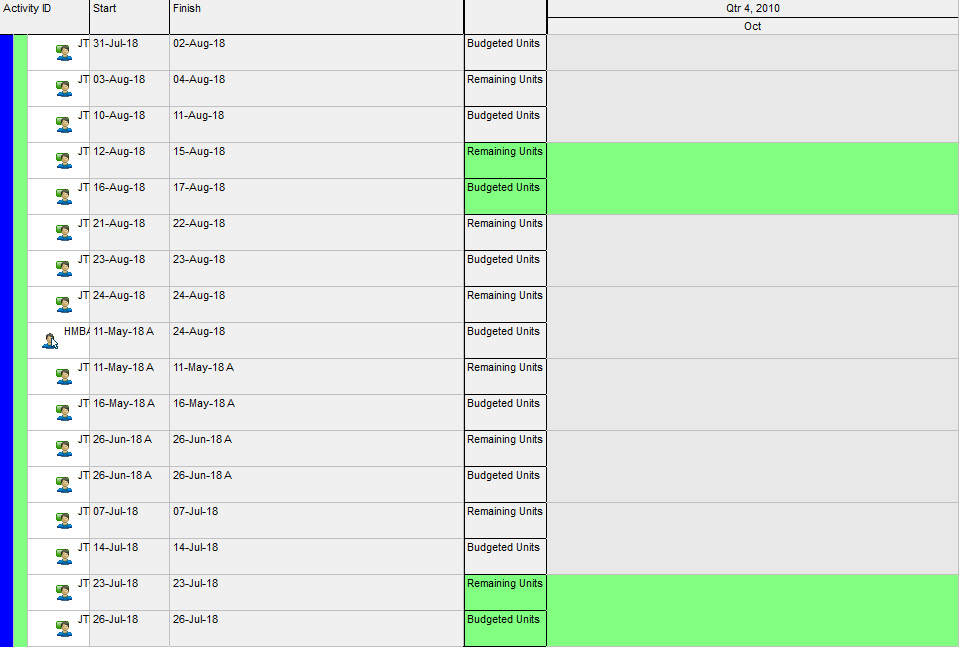 Activity ID Start Finish Qtr 4, 2010
Oct
JT 31-Jul-18 02-Aug-18 Budgeted Units
JT 03-Aug-18 04-Aug-18 Remaining Units
JT 10-Aug-18 11-Aug-18 Budgeted Units
JT 12-Aug-18 15-Aug-18 Remaining Units
JT 16-Aug-18 17-Aug-18 Budgeted Units
JT 21-Aug-18 22-Aug-18 Remaining Units
JT 23-Aug-18 23-Aug-18 Budgeted Units
JT 24-Aug-18 24-Aug-18 Remaining Units
HMBA 11-May-18 A 24-Aug-18 Budgeted Units
JT 11-May-18 A 11-May-18 A Remaining Units
JT 16-May-18 A 16-May-18 A Budgeted Units
JT 26-Jun-18 A 26-Jun-18 A Remaining Units
JT 26-Jun-18 A 26-Jun-18 A Budgeted Units
JT 07-Jul-18 07-Jul-18 Remaining Units
JT 14-Jul-18 14-Jul-18 Budgeted Units
JT 23-Jul-18 23-Jul-18 Remaining Units
JT 26-Jul-18 26-Jul-18 Budgeted Units